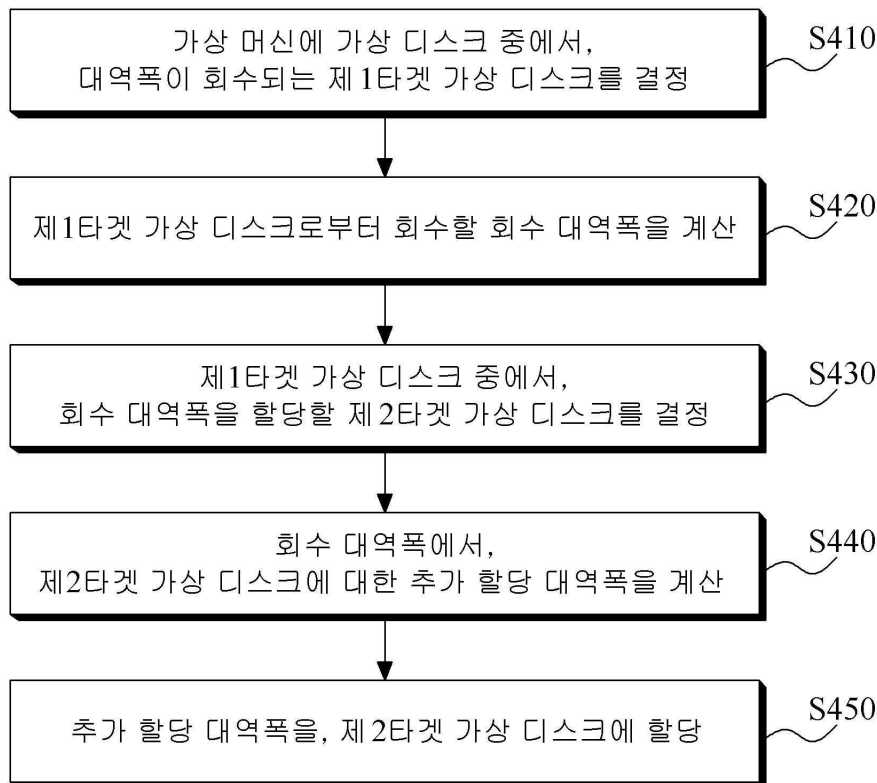 가상 머신에 가상 디스크 중에서,
대역폭이 회수되는 제1타겟 가상 디스크를 결정
S410
제1타겟 가상 디스크로부터 회수할 회수 대역폭을 계산
S420
제1타겟 가상 디스크 중에서,
회수 대역폭을 할당할 제2타겟 가상 디스크를 결정
S430
회수 대역폭에서,
제2타겟 가상 디스크에 대한 추가 할당 대역폭을 계산
S440
추가 할당 대역폭을, 제2타겟 가상 디스크에 할당
S450